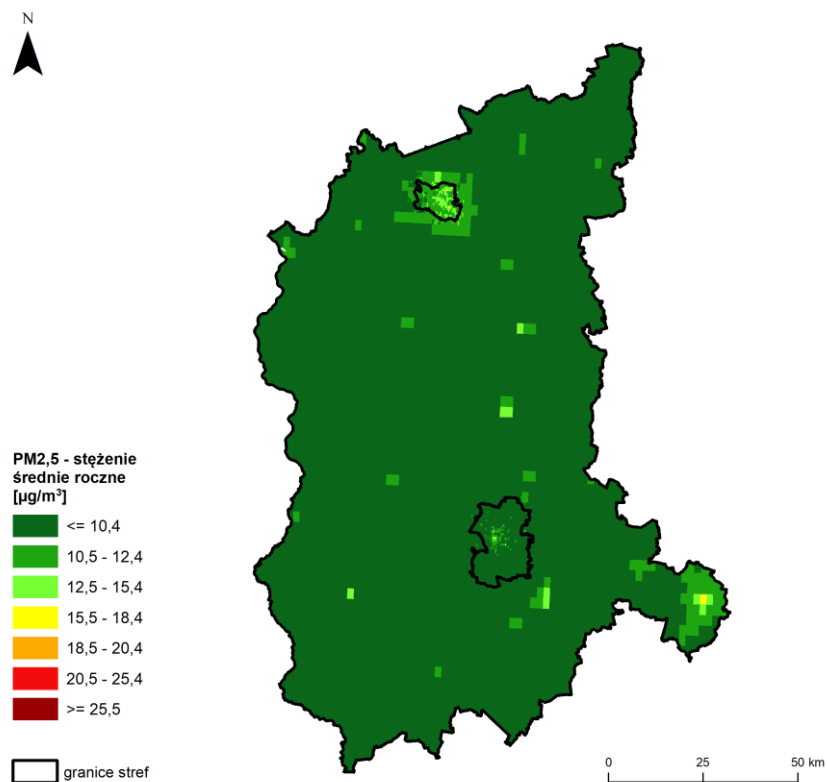 N
PM2,5 - stężenie
średnie roczne
[µg/m³]
<= 10,4
10,5 - 12,4
12,5 - 15,4
15,5 - 18,4
18,5 - 20,4
20,5 - 25,4
>= 25,5
granice stref
0 25 50 km